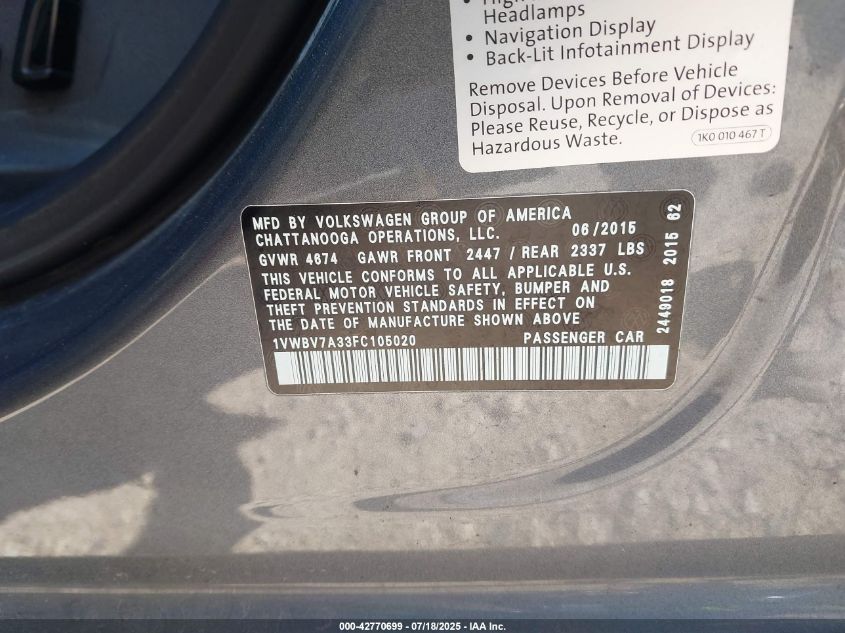 Headlamps
• Navigation Display
• Back-Lit Infotainment Display
Remove Devices Before Vehicle
Disposal. Upon Removal of Devices:
Please Reuse, Recycle, or Dispose as
Hazardous Waste.
1K0 010 467 T
MFD BY VOLKSWAGEN GROUP OF AMERICA
CHATTANOOGA OPERATIONS, LLC. 06/2015
GVWR 4674 GAWR FRONT 2447 / REAR 2337 LBS
THIS VEHICLE CONFORMS TO ALL APPLICABLE U.S.
FEDERAL MOTOR VEHICLE SAFETY, BUMPER AND
THEFT PREVENTION STANDARDS IN EFFECT ON
THE DATE OF MANUFACTURE SHOWN ABOVE
1VWBV7A33FC105020 PASSENGER CAR
2449018 2015 62
000-42770699 / 07/18/2025 - IAA Inc.